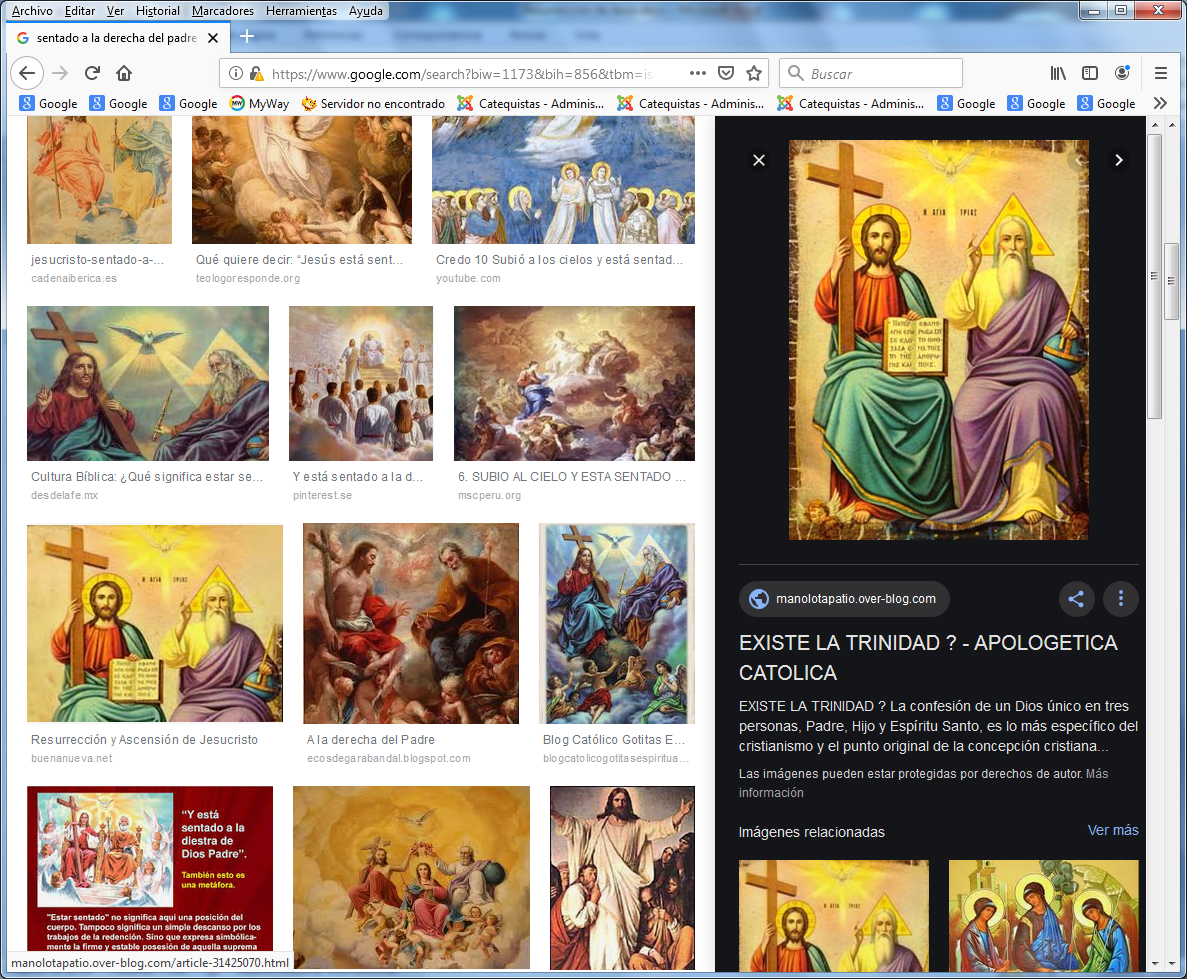 Archivo Editar Ver Historial Marcadores Herramientas Ayuda
sentado a la derecha del padre
https://www.google.com/search?biw=1173&bih=856&tbm=is
Buscar
Google Google Google MyWay Servidor no encontrado Catequistas - Adminis... Catequistas - Adminis... Catequistas - Adminis... Google Google Google
jesucristo-sentado-a-...
cadenaiberica.es
Qué quiere decir: “Jesús está sent...
teologoresponde.org
Credo 10 Subió a los cielos y está sentad...
youtube.com
Cultura Bíblica: ¿Qué significa estar se...
desdelafe.mx
Y está sentado a la d...
pinterest.se
6. SUBIO AL CIELO Y ESTA SENTADO ...
mscperu.org
Η ΑΓΙΑ ΤΡΙΑΣ
Resurrección y Ascensión de Jesucristo
buenanueva.net
A la derecha del Padre
ecosdegarabandal.blogspot.com
Blog Católico Gotitas E...
blogcatolicogotitasespiritua...
“Y está
sentado a la
diestra de
Dios Padre”.
También esto es
una metáfora.
"Estar sentado" no significa aqui una posición del
cuerpo. Tampoco significa un simple descanso por los
trabajos de la redención. Sino que expresa simbólica-
mente la firme y estable posesión de aquella suprema
manolotapatio.over-blog.com/article-31425070.html
Η ΑΓΙΑ ΤΡΙΑΣ
manolotapatio.over-blog.com
EXISTE LA TRINIDAD ? - APOLOGETICA
CATOLICA
EXISTE LA TRINIDAD ? La confesión de un Dios único en tres
personas, Padre, Hijo y Espíritu Santo, es lo más específico del
cristianismo y el punto original de la concepción cristiana...
Las imágenes pueden estar protegidas por derechos de autor. Más
información
Imágenes relacionadas
Ver más